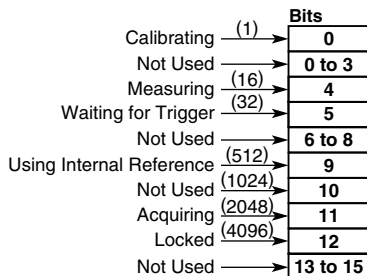 Bits
Calibrating (1) 0
Not Used 0 to 3
Measuring (16) 4
Waiting for Trigger (32) 5
Not Used 6 to 8
Using Internal Reference (512) 9
Not Used (1024) 10
Acquiring (2048) 11
Locked (4096) 12
Not Used 13 to 15